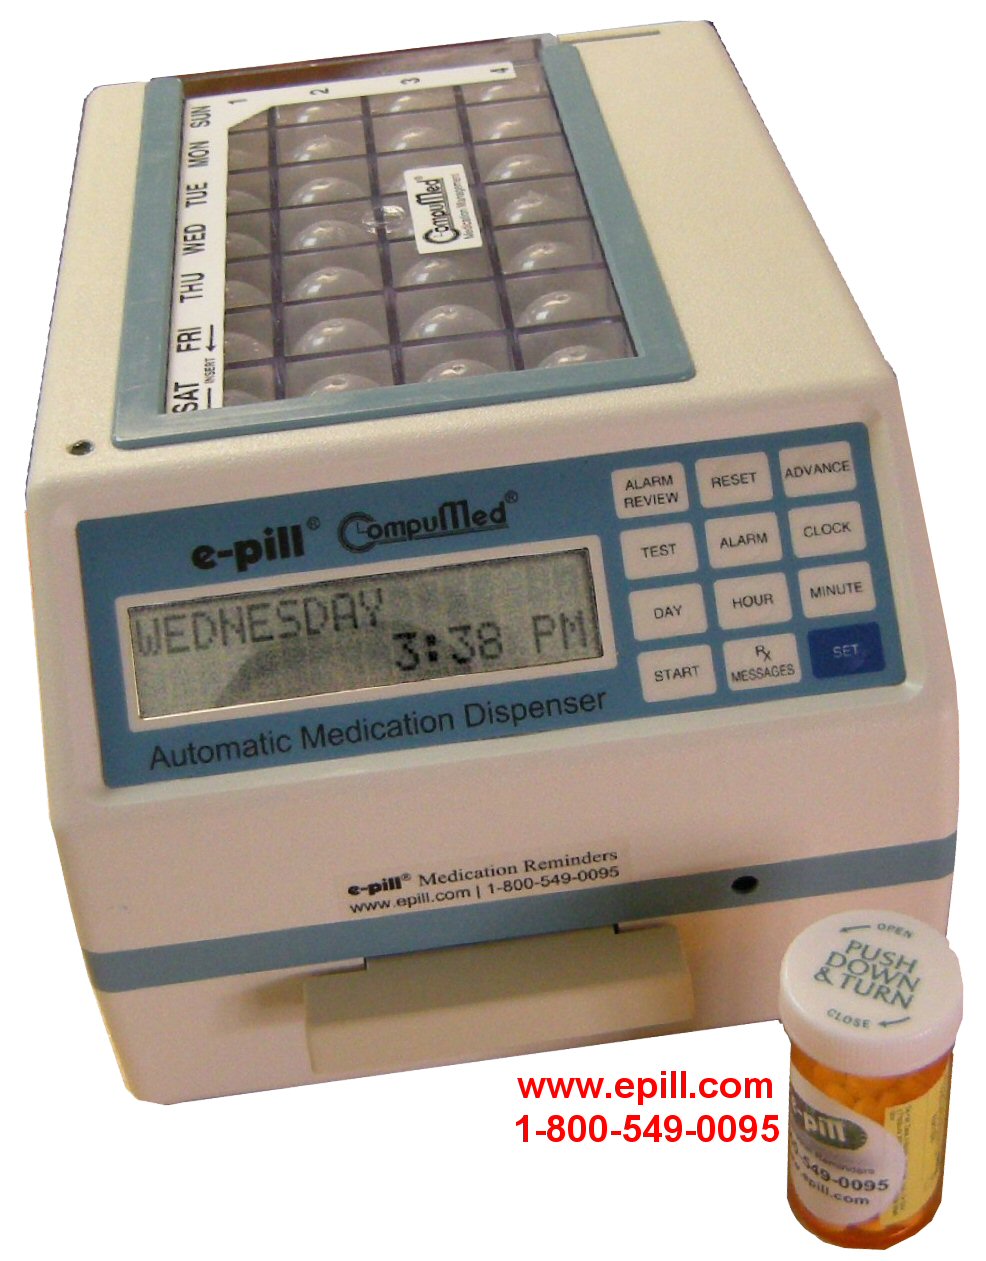 1 2 3 4
SUN
MON
TUE
WED
THU
FRI
SAT
INSERT
CompuMed®
Medication Management
e-pill® CompuMed®
WEDNESDAY
3:38 PM
Automatic Medication Dispenser
ALARM REVIEW
RESET
ADVANCE
TEST
ALARM
CLOCK
DAY
HOUR
MINUTE
START
Rx MESSAGES
SET
e-pill® Medication Reminders
www.epill.com | 1-800-549-0095
OPEN
PUSH
DOWN
& TURN
CLOSE
www.epill.com
1-800-549-0095
e-pill
Reminders
549-0095
epill.com